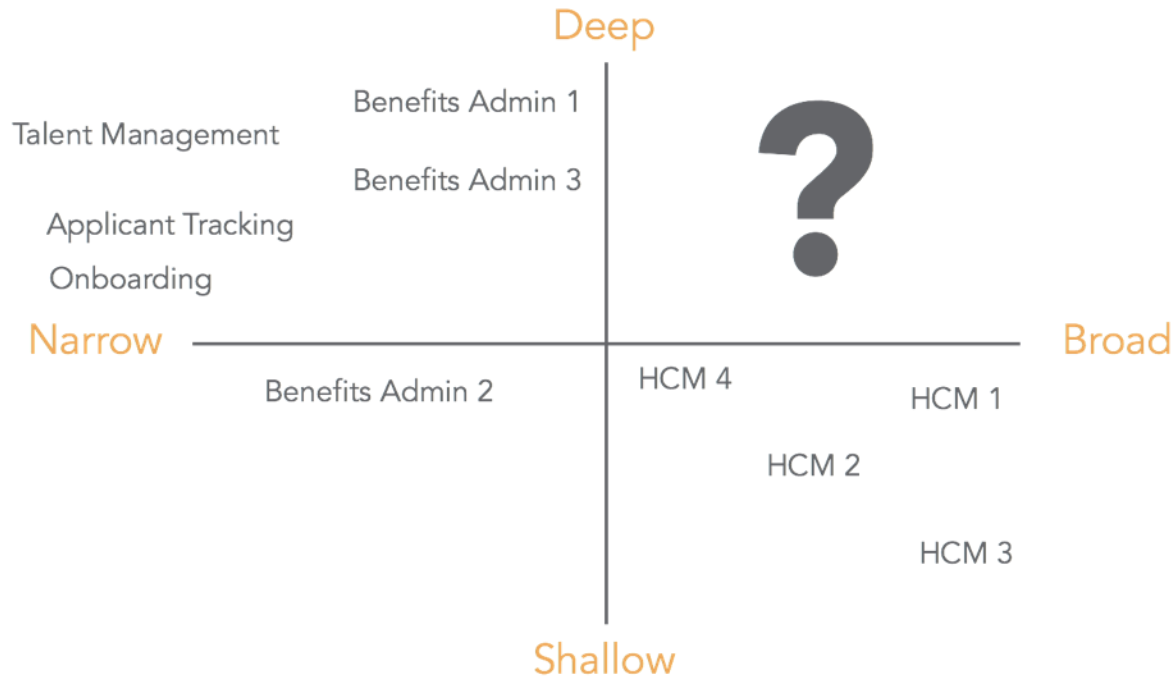 Deep
Benefits Admin 1
Talent Management
Benefits Admin 3
Applicant Tracking
Onboarding
?
Narrow
Broad
Benefits Admin 2
HCM 4
HCM 1
HCM 2
HCM 3
Shallow